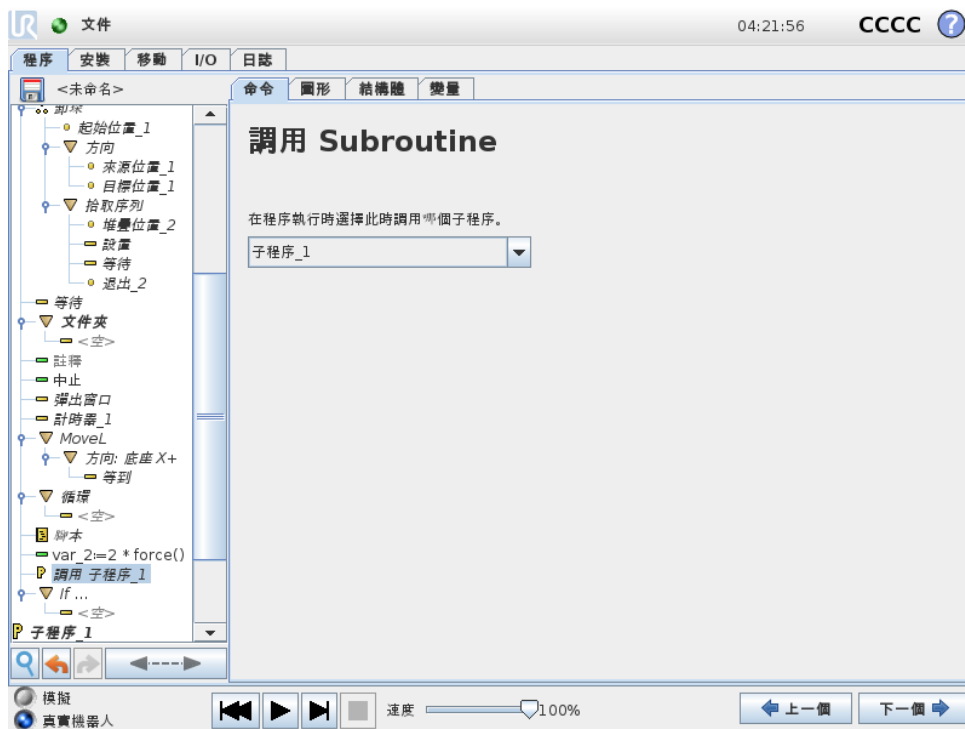 UR 文件 04:21:56 CCCC ?
程序 安裝 移動 I/O 日誌
<未命名>
命令 圖形 結構體 變量
卸垛
起始位置_1
方向
來源位置_1
目標位置_1
拾取序列
堆疊位置_2
設置
等待
退出_2
等待
文件夾
<空>
註釋
中止
彈出窗口
計時器_1
MoveL
方向: 底座 X+
等到
循環
<空>
腳本
var_2:=2 * force()
調用 子程序_1
If ...
<空>
子程序_1
調用 Subroutine
在程序執行時選擇此時調用哪個子程序。
子程序_1
模擬
真實機器人
速度 100%
上一個 下一個